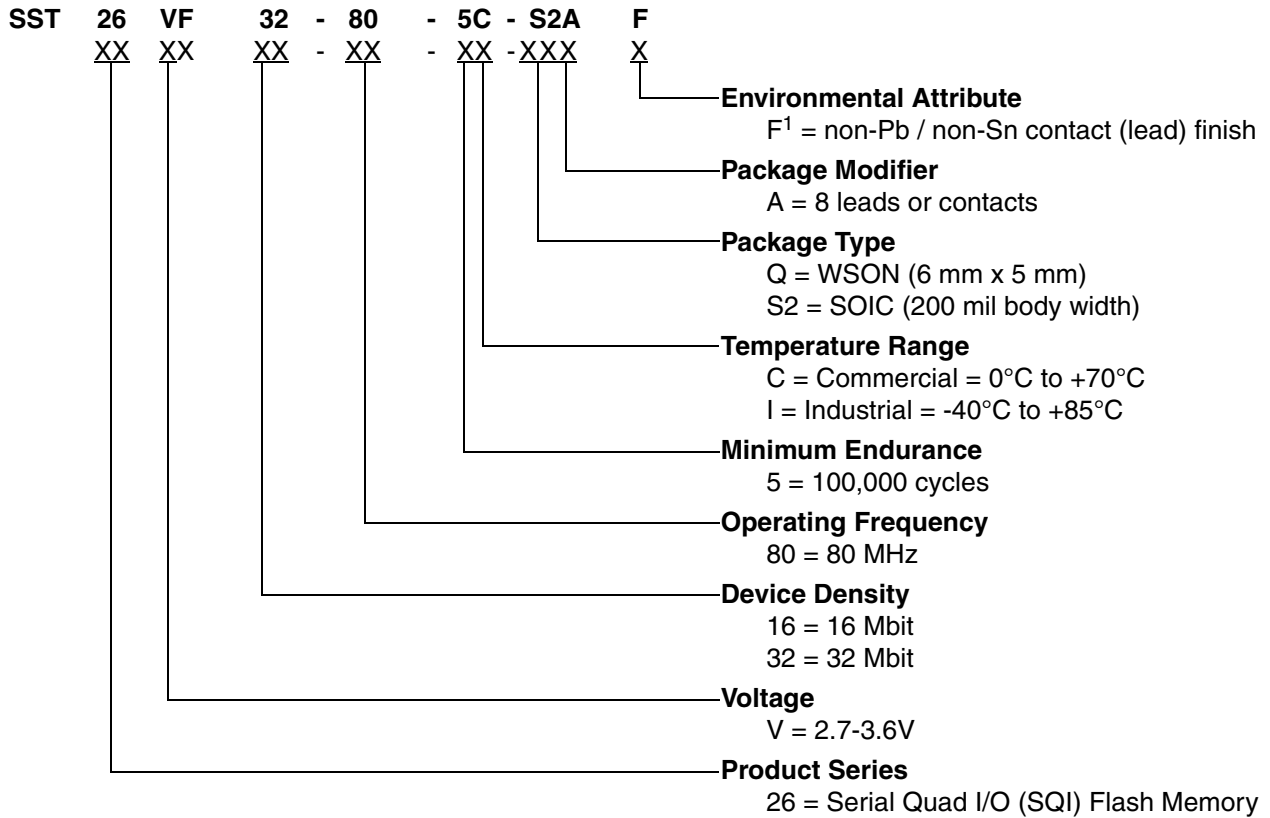 SST 26 VF 32 - 80 - 5C - S2A F
XX XX XX - XX - XX - XXX X
Environmental Attribute
F1 = non-Pb / non-Sn contact (lead) finish
Package Modifier
A = 8 leads or contacts
Package Type
Q = WSON (6 mm x 5 mm)
S2 = SOIC (200 mil body width)
Temperature Range
C = Commercial = 0°C to +70°C
I = Industrial = -40°C to +85°C
Minimum Endurance
5 = 100,000 cycles
Operating Frequency
80 = 80 MHz
Device Density
16 = 16 Mbit
32 = 32 Mbit
Voltage
V = 2.7-3.6V
Product Series
26 = Serial Quad I/O (SQI) Flash Memory